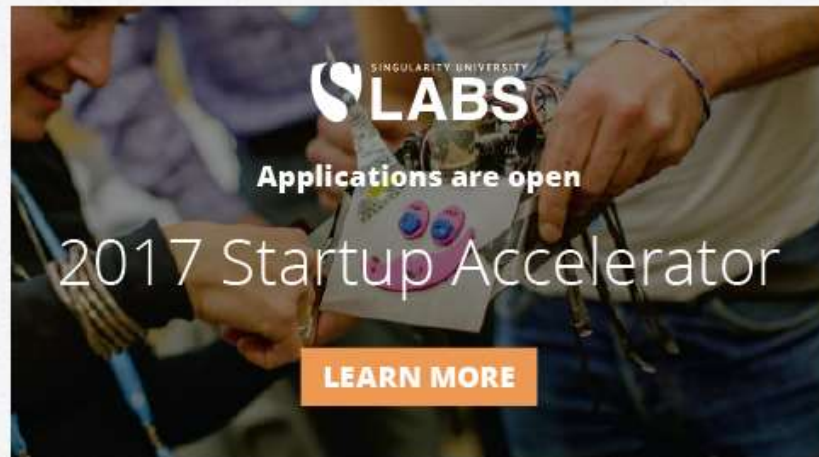 SINGULARITY UNIVERSITY
LABS
Applications are open
2017 Startup Accelerator
LEARN MORE